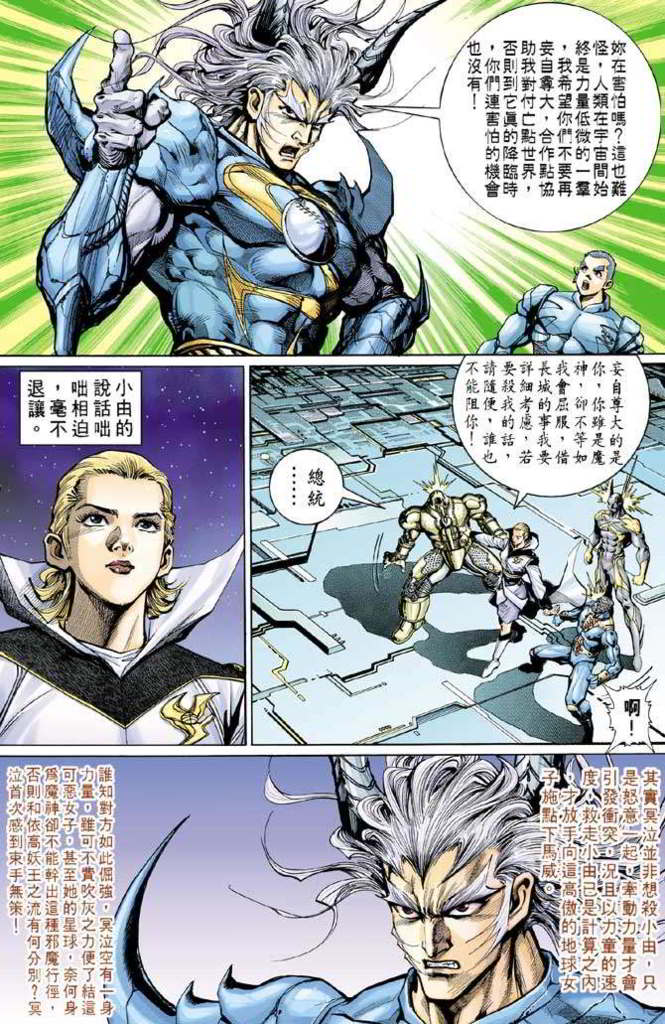 妳在害怕嗎？這也難
怪，人類在宇宙間始
終是力量低微的一羣
，我希望你們不要再
妄自尊大，合作點協
助我對付亡點世界，
否則到它真的降臨時
，你們連害怕的機會
也沒有！
小由的
說話咄
咄相迫
，毫不
退讓。
妄自尊大的是
你，你雖是魔
神，卻不等如
我會屈服，借
長城的事我要
詳細考慮，若
要殺我的話，
請隨便，誰也
不能阻你！
總統
……
啊！
其實冥泣並非想殺小由，只
是怒意一起，牽動力量才會
引發衝突，況且以力童的速
度，救走小由已是計算之內
，才放手向這高傲的地球女
子施點下馬威。
誰知對方如此倔強，冥泣空有一身
力量，雖可不費吹灰之力便了結這
可惡女子，甚至她的星球，奈何身
為魔神卻不能幹出這種邪魔行徑，
否則和依高妖王之流有何分別？冥
泣首次感到束手無策！